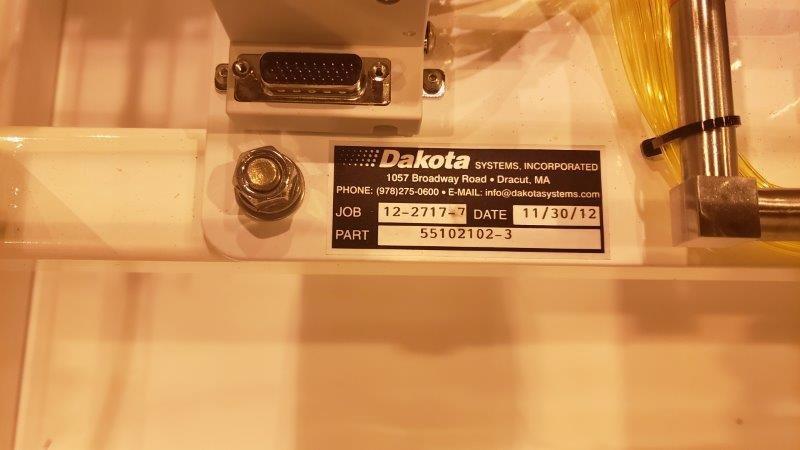 Dakota SYSTEMS, INCORPORATED
1057 Broadway Road • Dracut, MA
PHONE: (978)275-0600 • E-MAIL: info@dakotasystems.com
JOB 12-2717-7 DATE 11/30/12
PART 55102102-3